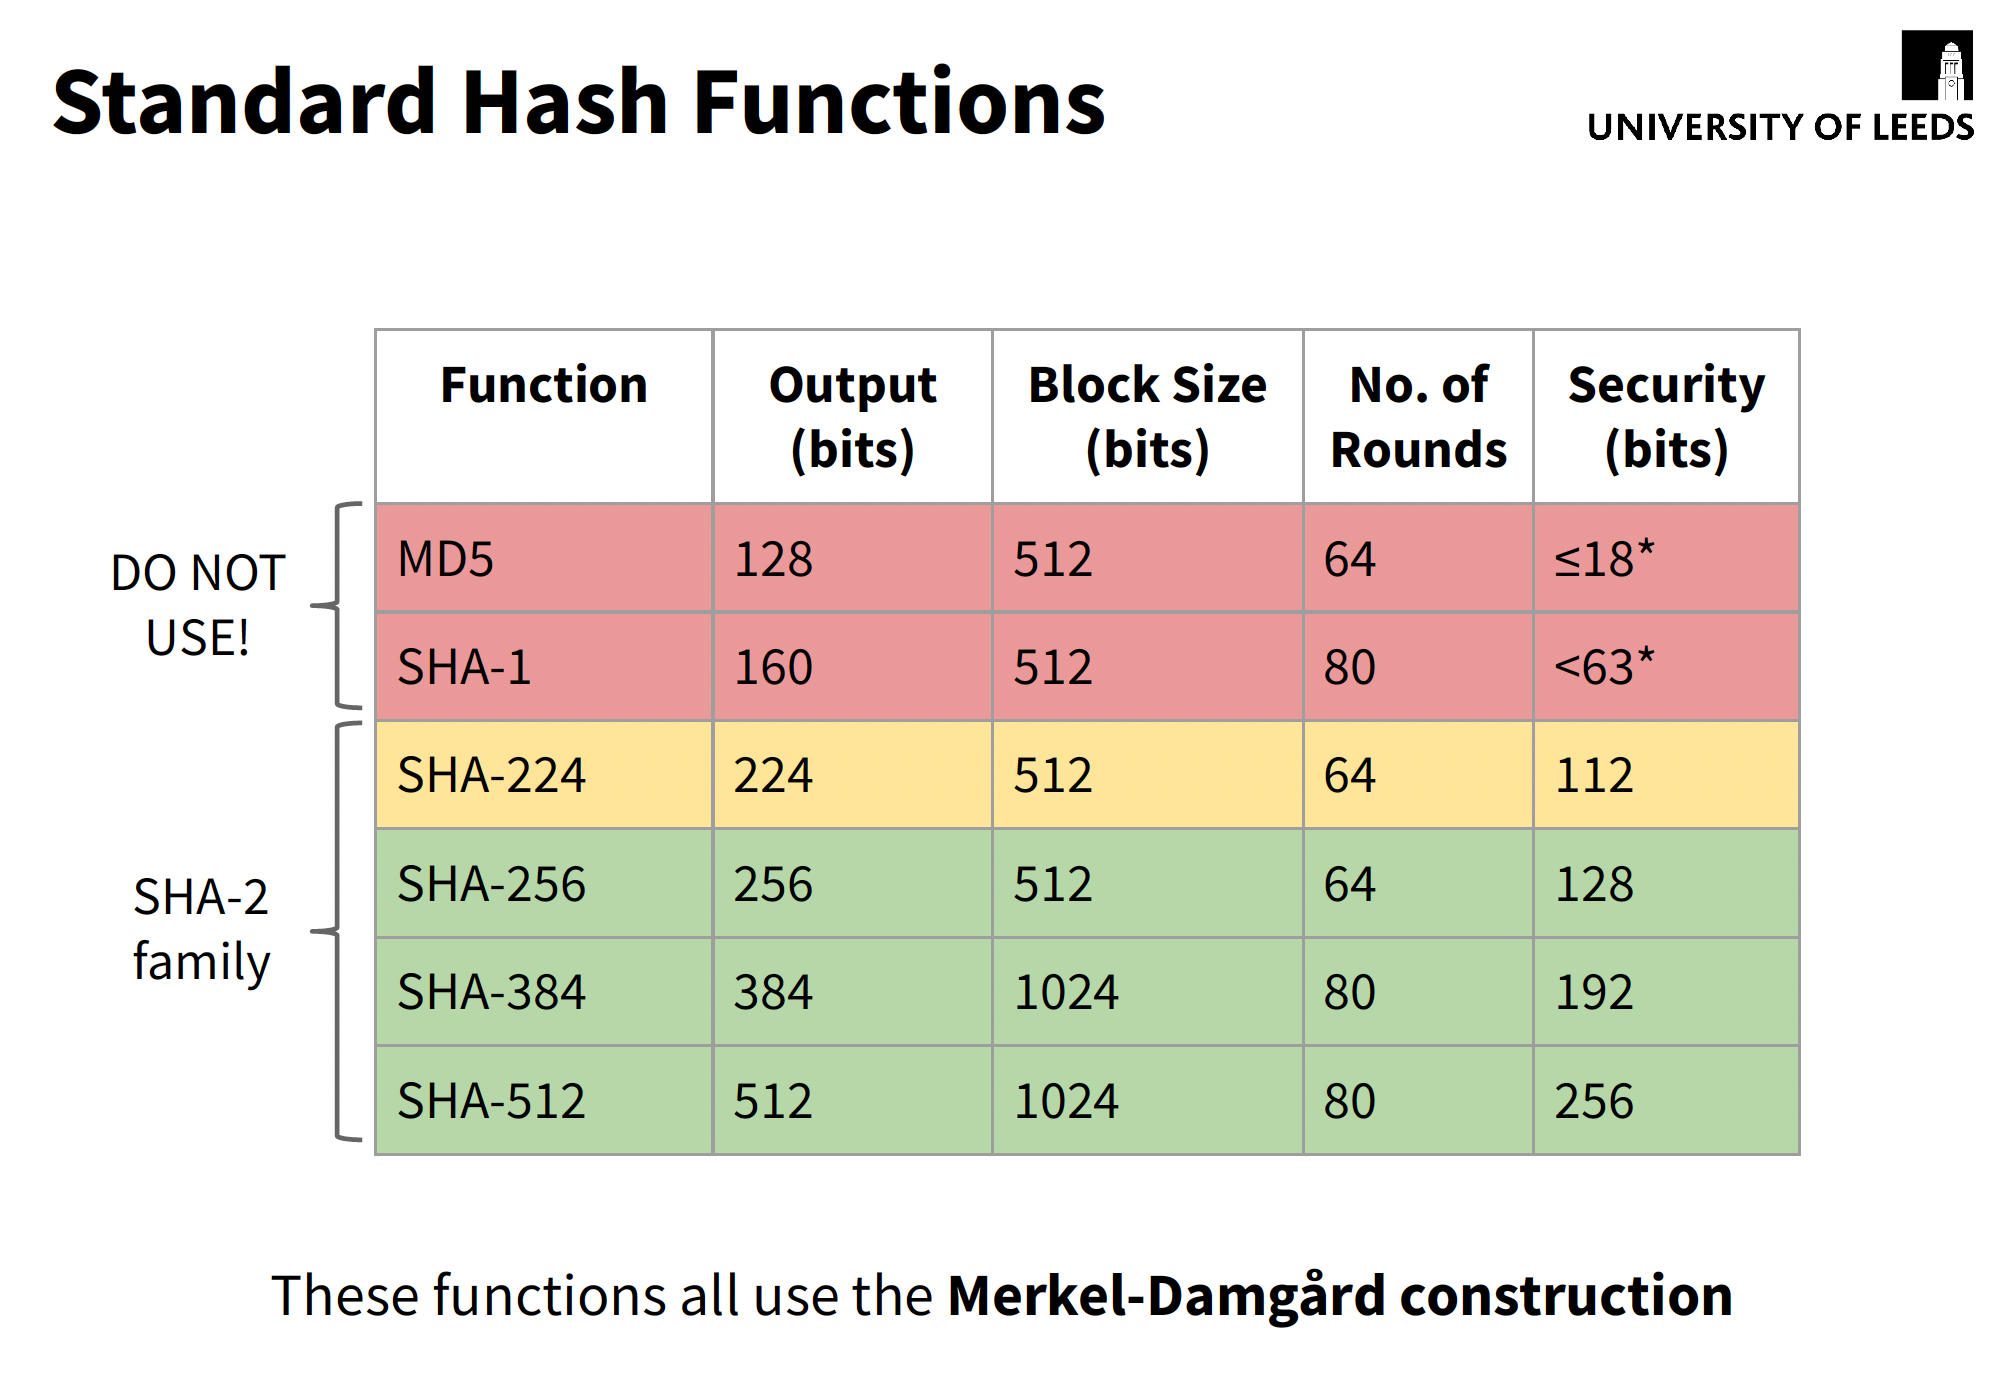 Standard Hash Functions
UNIVERSITY OF LEEDS
Function Output (bits) Block Size (bits) No. of Rounds Security (bits)
DO NOT USE!
MD5 128 512 64 ≤18*
SHA-1 160 512 80 <63*
SHA-2 family
SHA-224 224 512 64 112
SHA-256 256 512 64 128
SHA-384 384 1024 80 192
SHA-512 512 1024 80 256
These functions all use the Merkel-Damgård construction